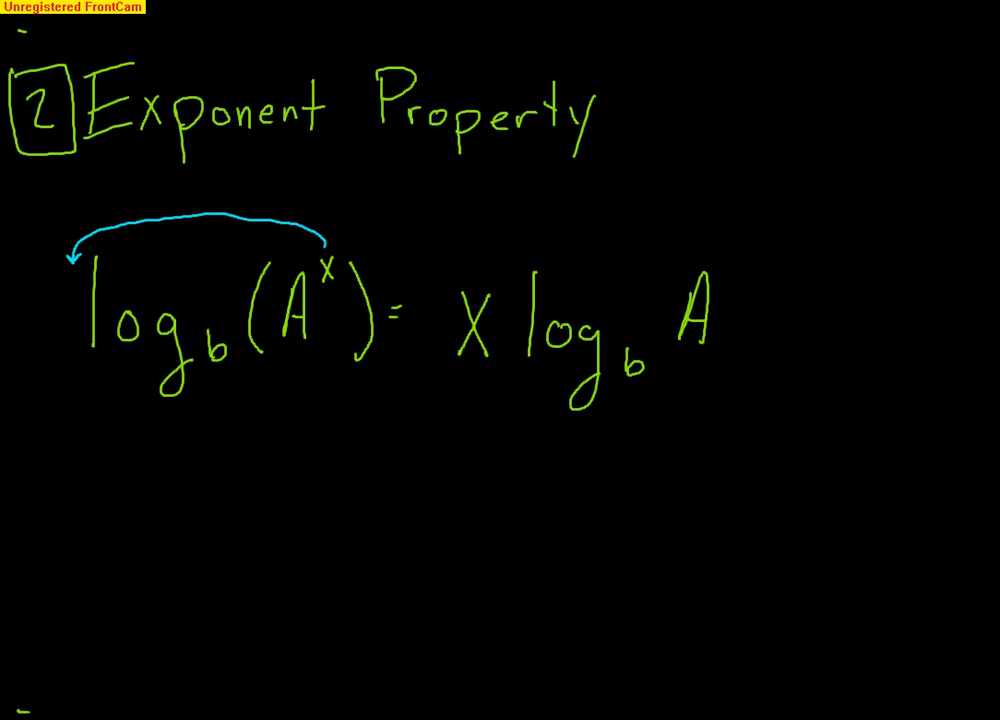 Unregistered FrontCam
2 Exponent Property
log_b (A^x) = x log_b A